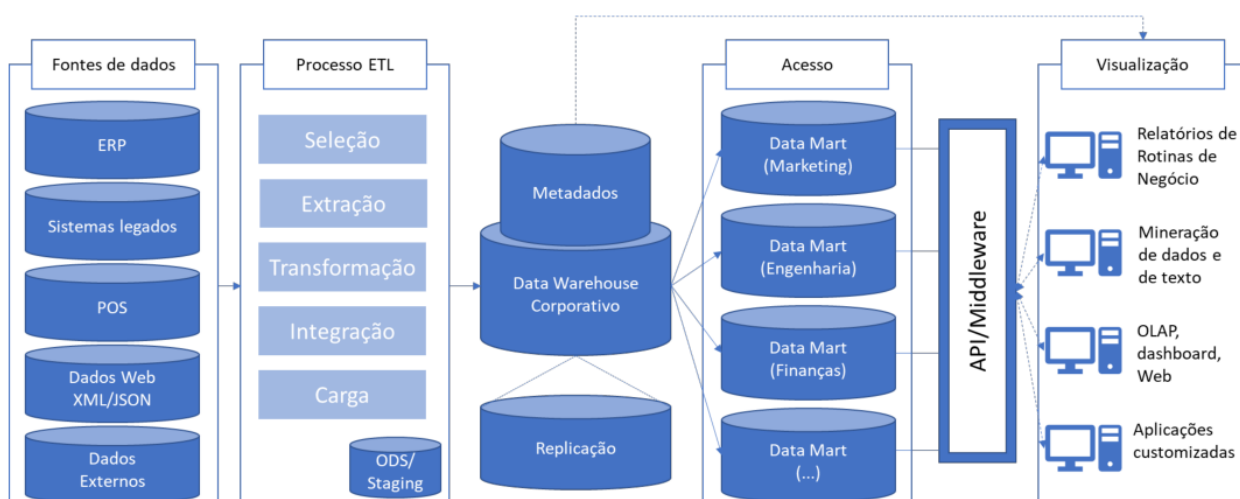 Fontes de dados
ERP
Sistemas legados
POS
Dados Web
XML/JSON
Dados
Externos
Processo ETL
Seleção
Extração
Transformação
Integração
Carga
ODS/
Staging
Metadados
Data Warehouse
Corporativo
Replicação
Acesso
Data Mart
(Marketing)
Data Mart
(Engenharia)
Data Mart
(Finanças)
Data Mart
(...)
API/Middleware
Visualização
Relatórios de
Rotinas de
Negócio
Mineração
de dados e
de texto
OLAP,
dashboard,
Web
Aplicações
customizadas